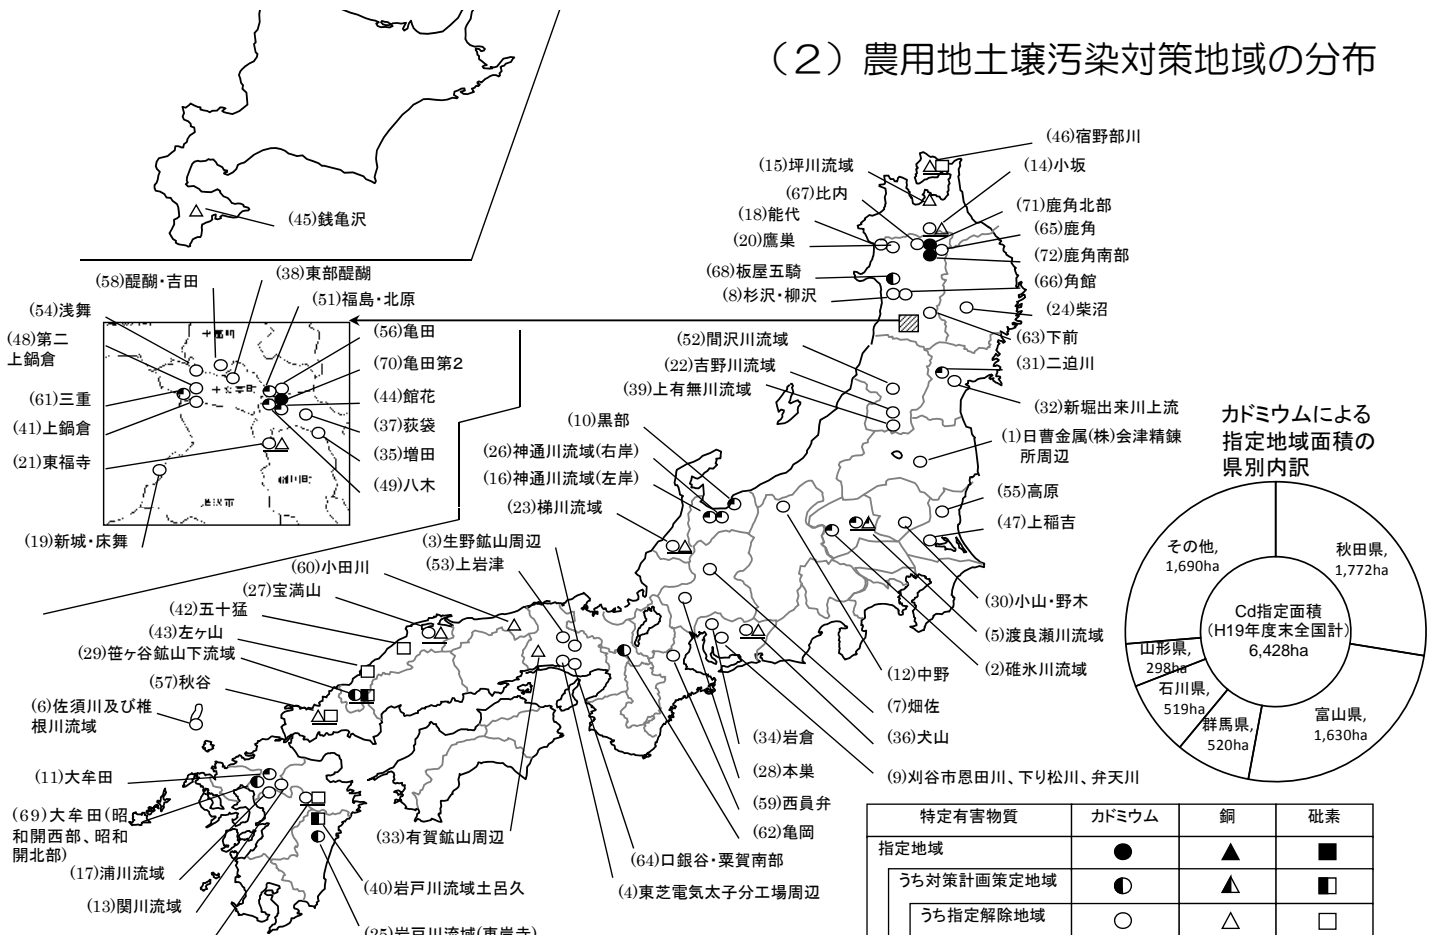 (2)農用地土壌汚染対策地域の分布
(46)宿野部川
(15)坪川流域
(14)小坂
(67)比内
(71)鹿角北部
(18)能代
(65)鹿角
(20)鷹巣
(72)鹿角南部
(68)板屋五騎
(66)角館
(8)杉沢・柳沢
(24)柴沼
(63)下前
(52)間沢川流域
(31)二迫川
(22)吉野川流域
(39)上有無川流域
(32)新堀出来川上流
(45)銭亀沢
(58)醍醐・吉田
(38)東部醍醐
(54)浅舞
(51)福島・北原
(48)第二
上鍋倉
(56)亀田
(70)亀田第2
(61)三重
(44)館花
(41)上鍋倉
(37)荻袋
(21)東福寺
(35)増田
(49)八木
(19)新城・床舞
(10)黒部
(1)日曹金属(株)会津精錬
所周辺
(26)神通川流域(右岸)
(16)神通川流域(左岸)
(55)高原
(23)梯川流域
(47)上稲吉
(3)生野鉱山周辺
(53)上岩津
(60)小田川
(27)宝満山
(42)五十猛
(30)小山・野木
(43)左ヶ山
(5)渡良瀬川流域
(29)笹ヶ谷鉱山下流域
(2)碓氷川流域
(12)中野
(57)秋谷
(6)佐須川及び椎
根川流域
(7)畑佐
(34)岩倉
(36)犬山
(28)本巣
(9)刈谷市恩田川、下り松川、弁天川
(11)大牟田
(59)西員弁
(69)大牟田(昭
和開西部、昭和
開北部)
(62)亀岡
(33)有賀鉱山周辺
(64)口銀谷・粟賀南部
(17)浦川流域
(40)岩戸川流域土呂久
(4)東芝電気太子分工場周辺
(13)関川流域
(25)岩戸川流域(東岸寺)
カドミウムによる
指定地域面積の
県別内訳
その他,
1,690ha
秋田県,
1,772ha
Cd指定面積
(H19年度末全国計)
6,428ha
山形県,
298ha
石川県,
519ha
群馬県,
520ha
富山県,
1,630ha
特定有害物質 カドミウム 銅 砒素
指定地域
うち対策計画策定地域
うち指定解除地域